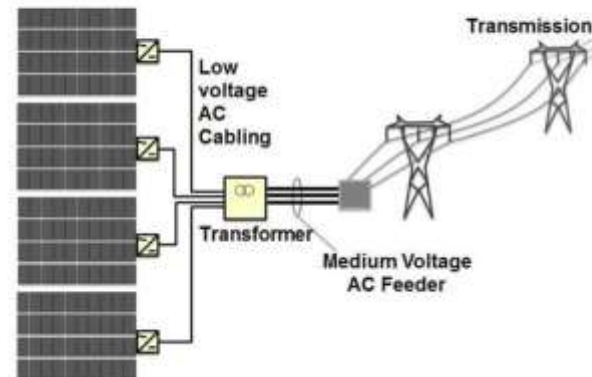 Transmission
Low
voltage
AC
Cabling
Transformer
Medium Voltage
AC Feeder